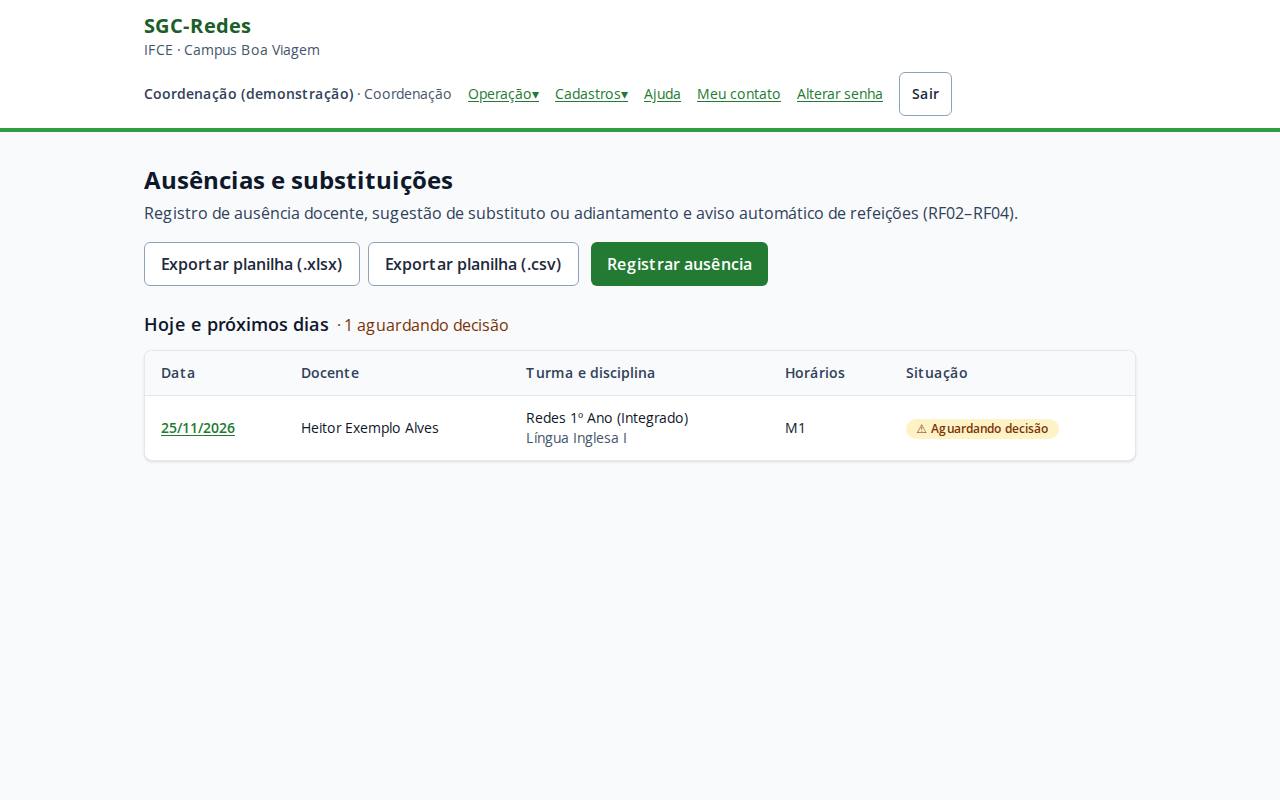 SGC-Redes
IFCE · Campus Boa Viagem
Coordenação (demonstração) · Coordenação Operação▾ Cadastros▾ Ajuda Meu contato Alterar senha Sair
Ausências e substituições
Registro de ausência docente, sugestão de substituto ou adiantamento e aviso automático de refeições (RF02–RF04).
Exportar planilha (.xlsx) Exportar planilha (.csv) Registrar ausência
Hoje e próximos dias · 1 aguardando decisão
Data Docente Turma e disciplina Horários Situação
25/11/2026 Heitor Exemplo Alves Redes 1º Ano (Integrado) M1 ⚠ Aguardando decisão
Língua Inglesa I